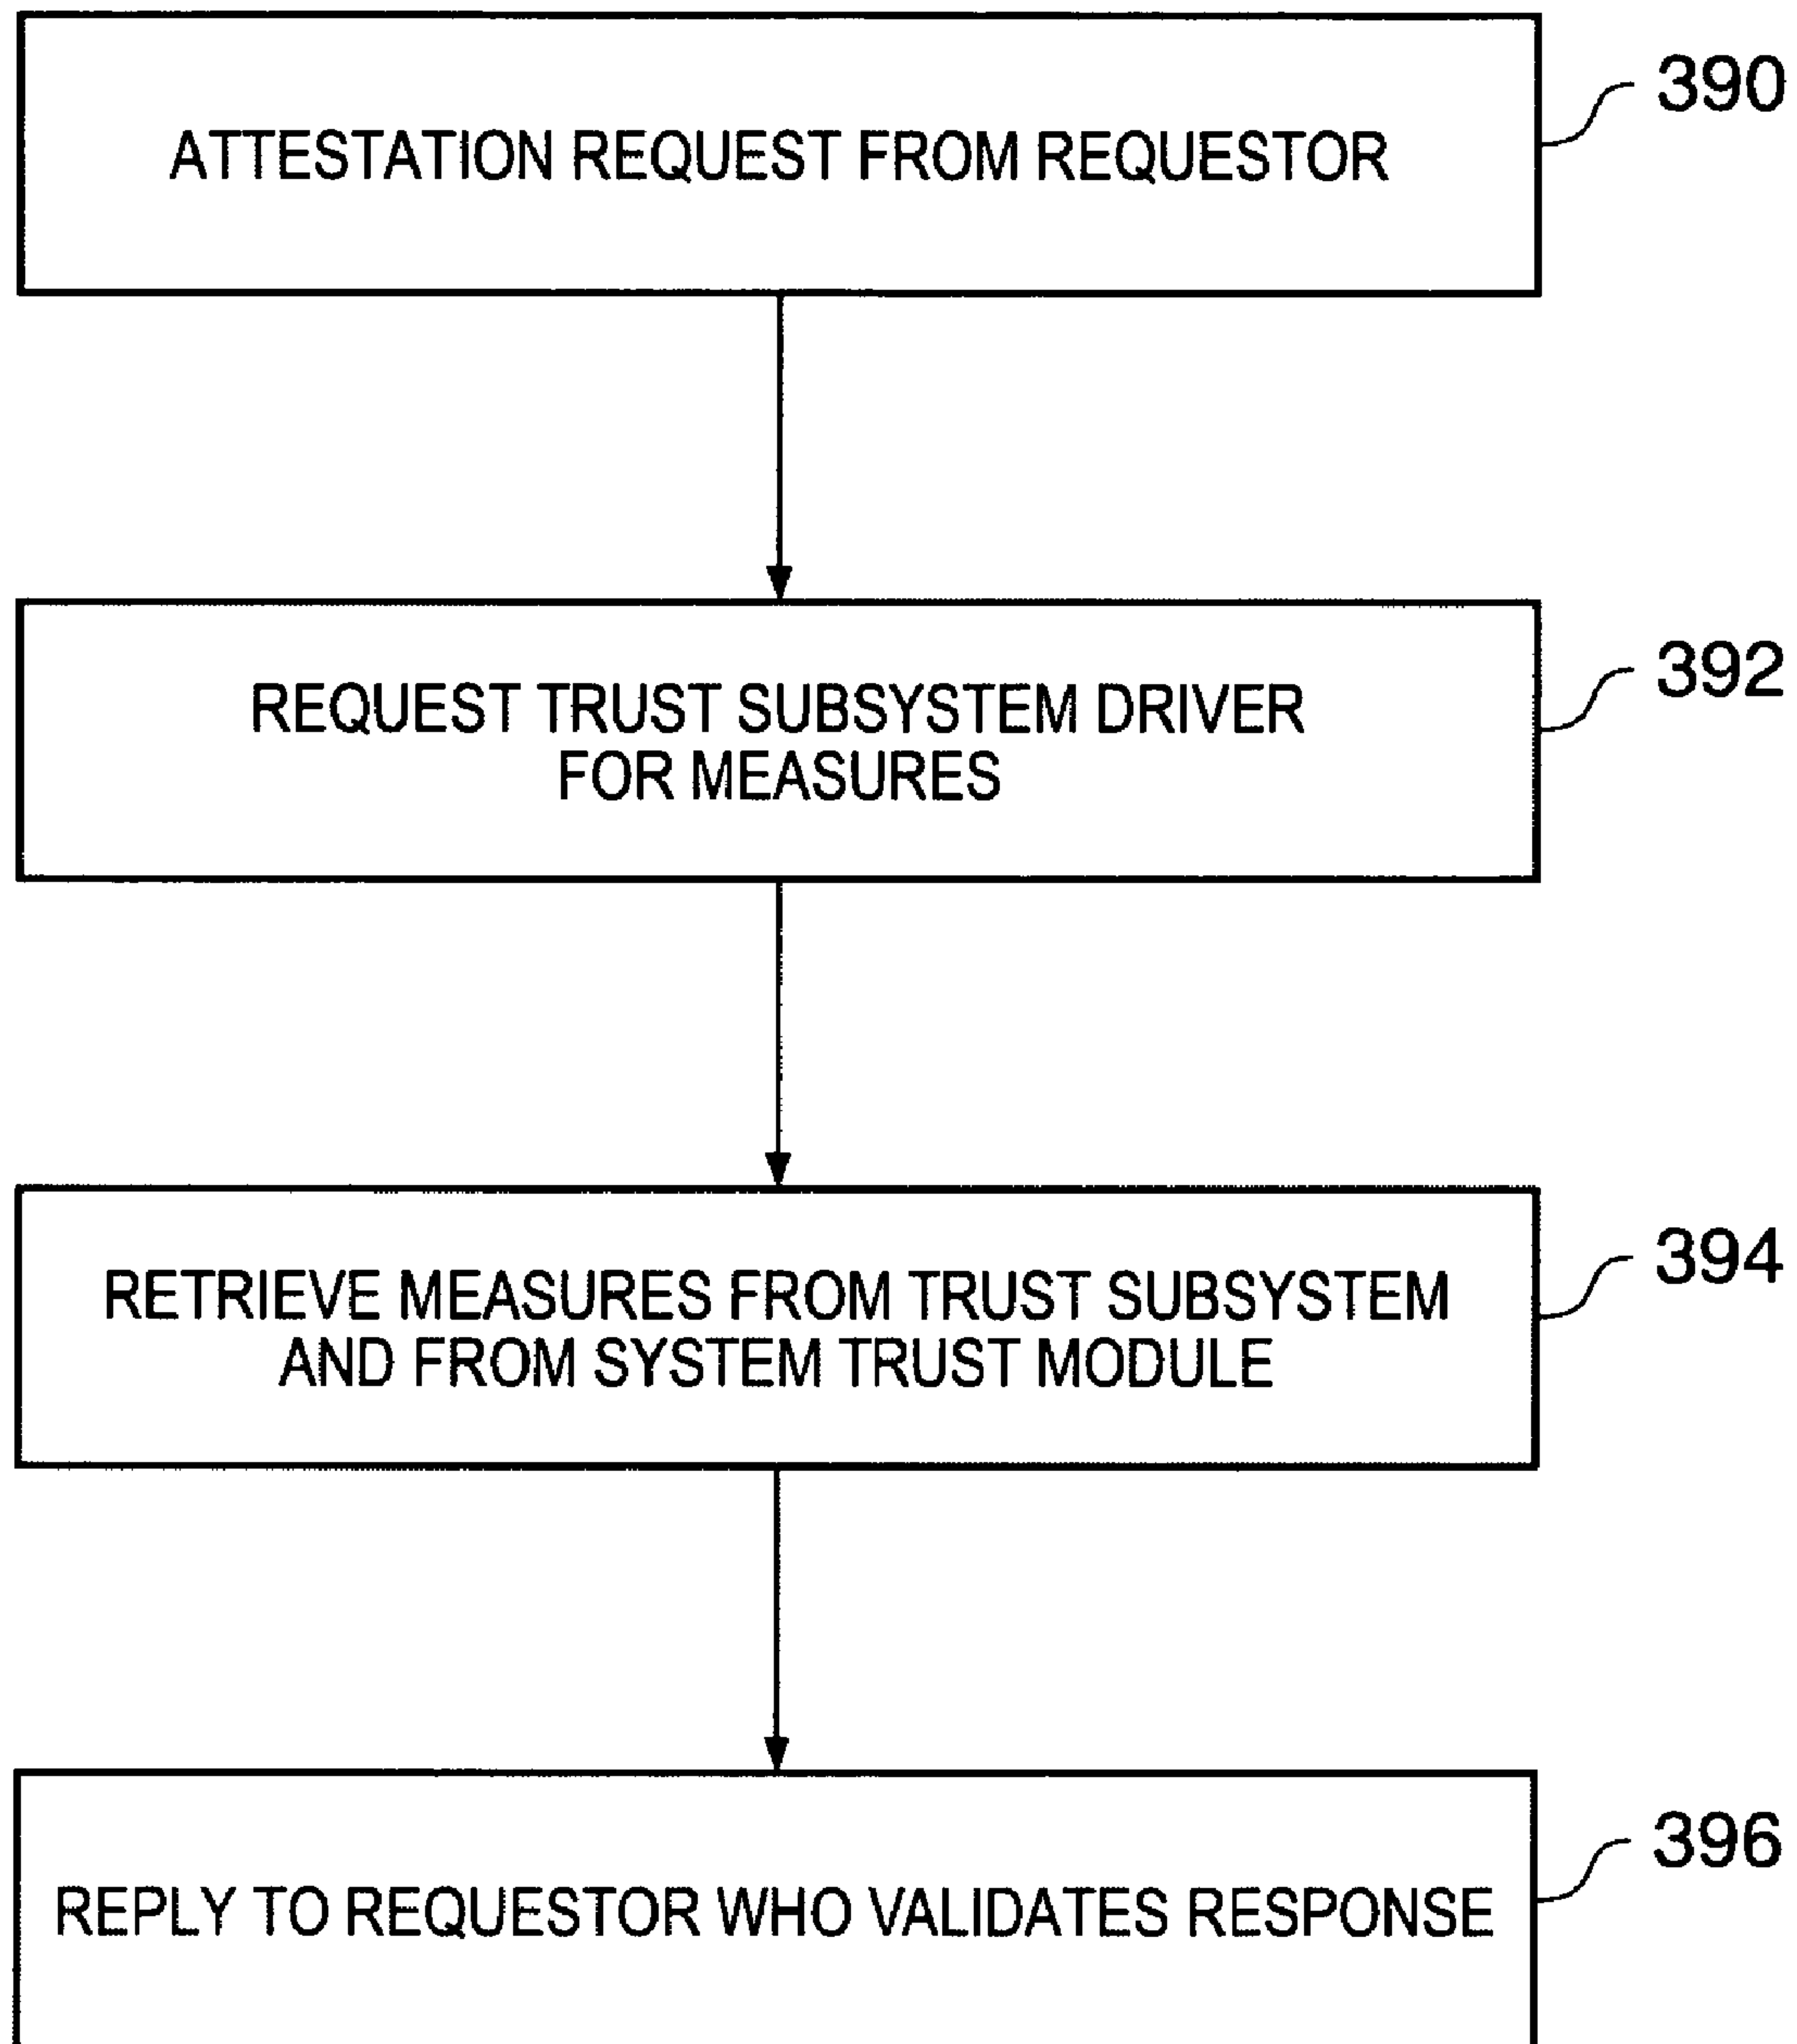 ATTESTATION REQUEST FROM REQUESTOR
390
REQUEST TRUST SUBSYSTEM DRIVER
FOR MEASURES
392
RETRIEVE MEASURES FROM TRUST SUBSYSTEM
AND FROM SYSTEM TRUST MODULE
394
REPLY TO REQUESTOR WHO VALIDATES RESPONSE
396